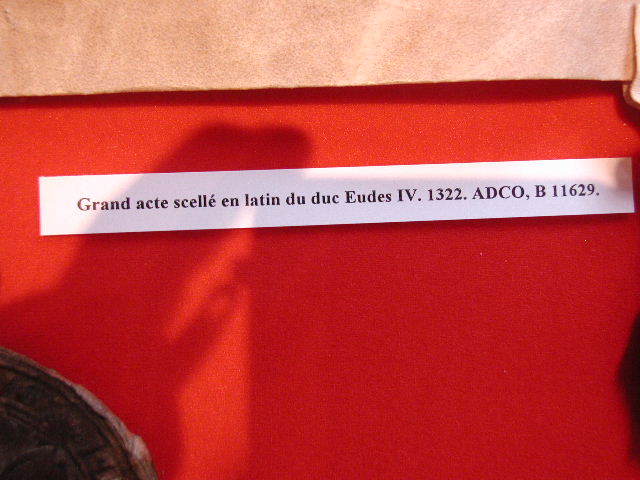 Grand acte scellé en latin du duc Eudes IV. 1322. ADCO, B 11629.